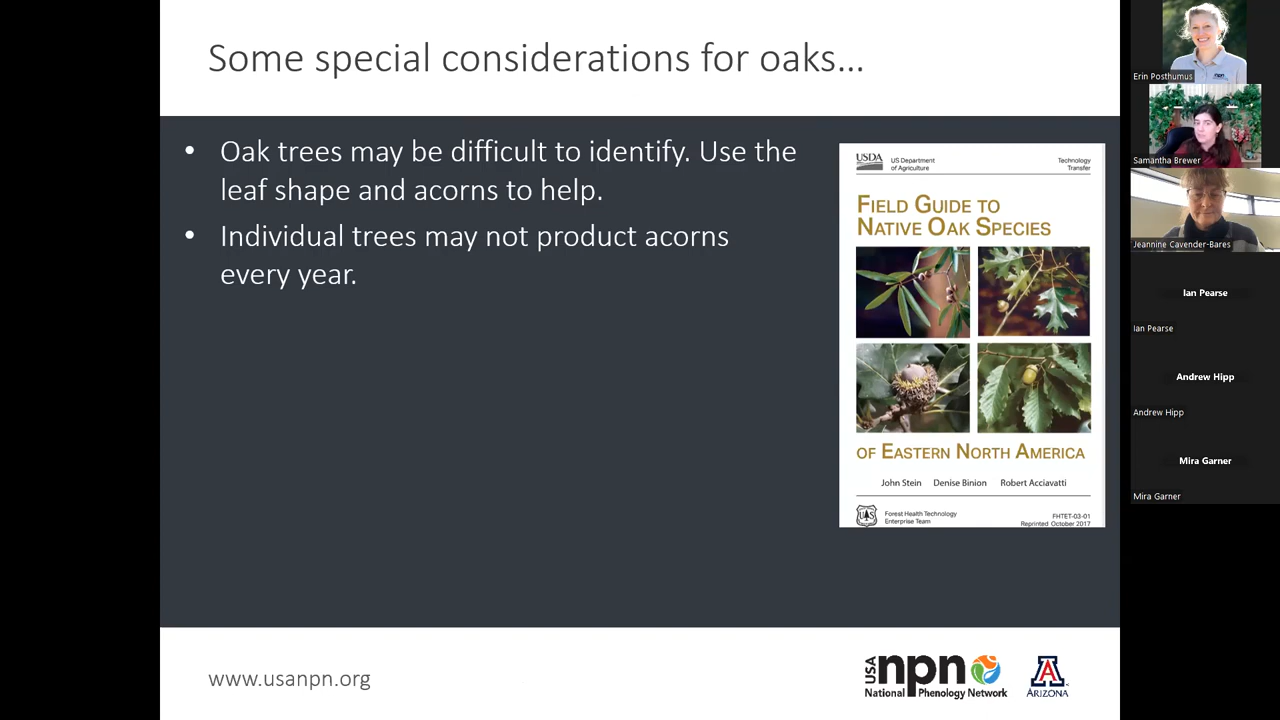 Some special considerations for oaks...
• Oak trees may be difficult to identify. Use the
leaf shape and acorns to help.
• Individual trees may not product acorns
every year.
USDA
US Department
of Agriculture
Technology
Transfer
FIELD GUIDE TO
NATIVE OAK SPECIES
OF EASTERN NORTH AMERICA
John Stein Denise Binion Robert Acciavatti
Forest Health Technology
Enterprise Team
FHTET-03-01
Reprinted October 2017
www.usanpn.org
USA
npn
National Phenology Network
A
ARIZONA
npn
Erin Posthumus
Samantha Brewer
Jeannine Cavender-Bares
Ian Pearse
Ian Pearse
Andrew Hipp
Andrew Hipp
Mira Garner
Mira Garner